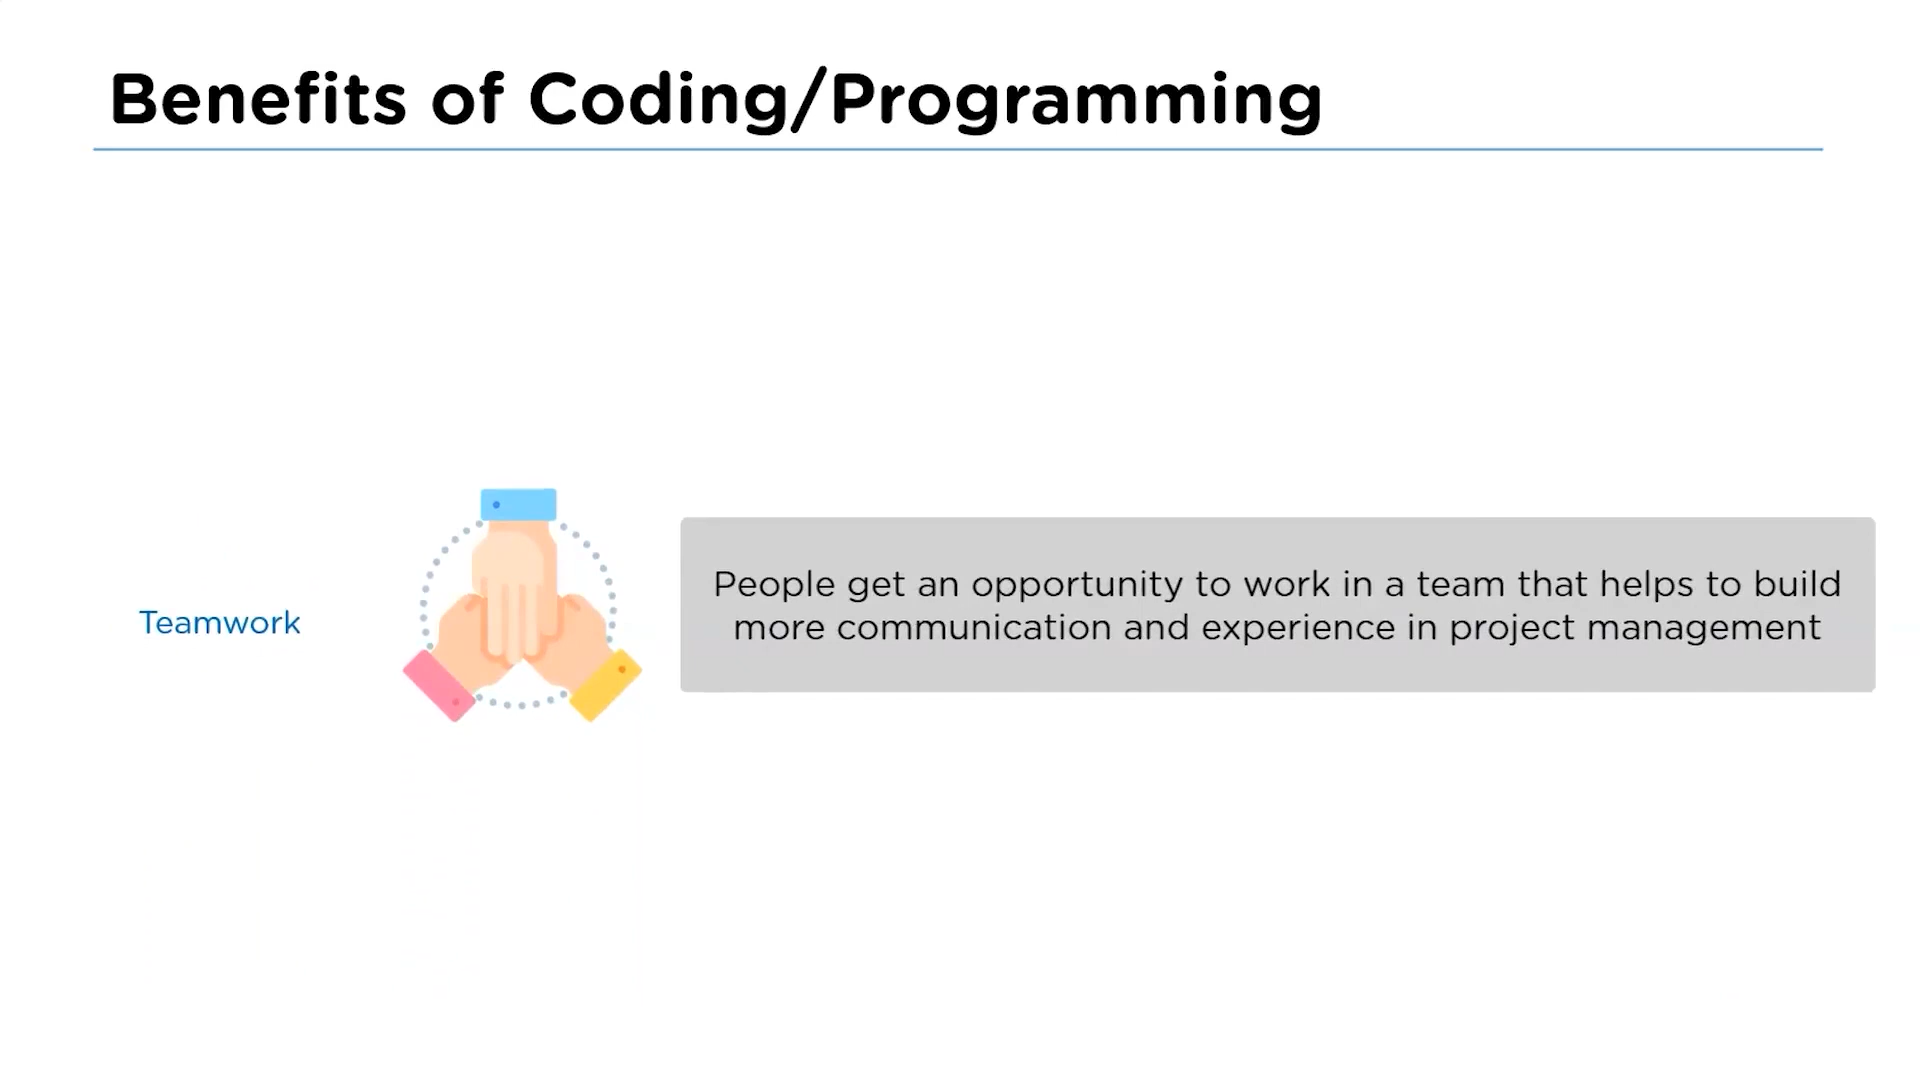 Benefits of Coding/Programming
Teamwork
People get an opportunity to work in a team that helps to build
more communication and experience in project management